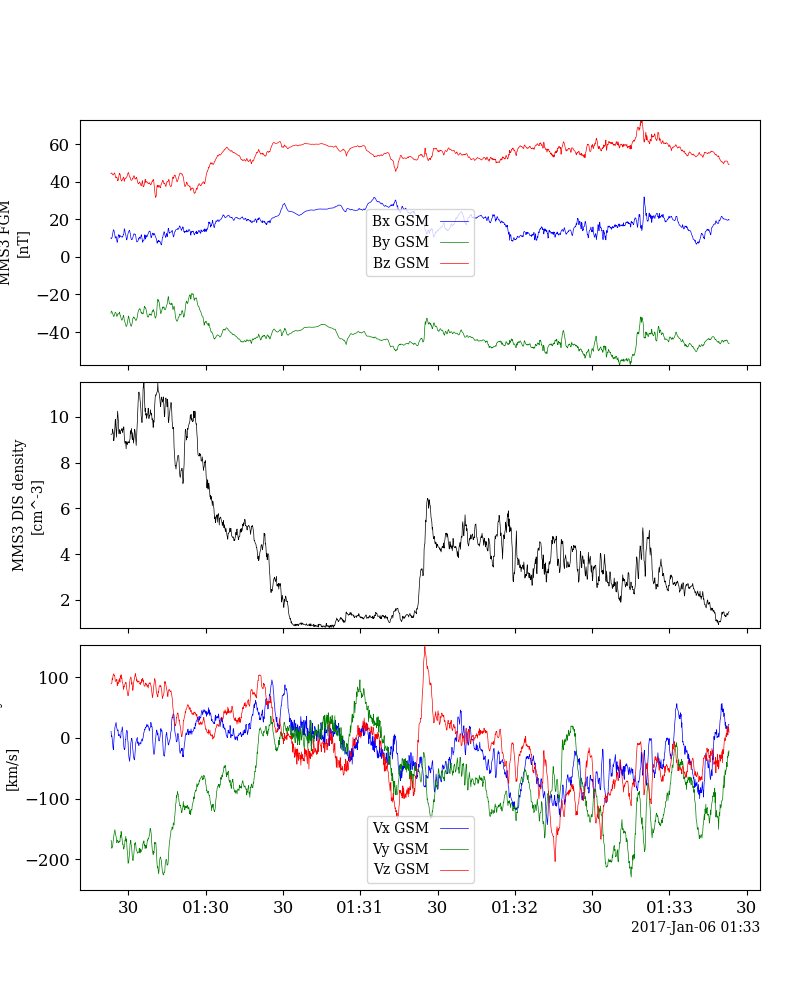 60
40
20
0
−20
−40
MMS3 FGM
[nT]
Bx GSM
By GSM
Bz GSM
10
8
6
4
2
MMS3 DIS density
[cm^-3]
100
0
−100
−200
[km/s]
Vx GSM
Vy GSM
Vz GSM
30 01:30 30 01:31 30 01:32 30 01:33 30
2017-Jan-06 01:33